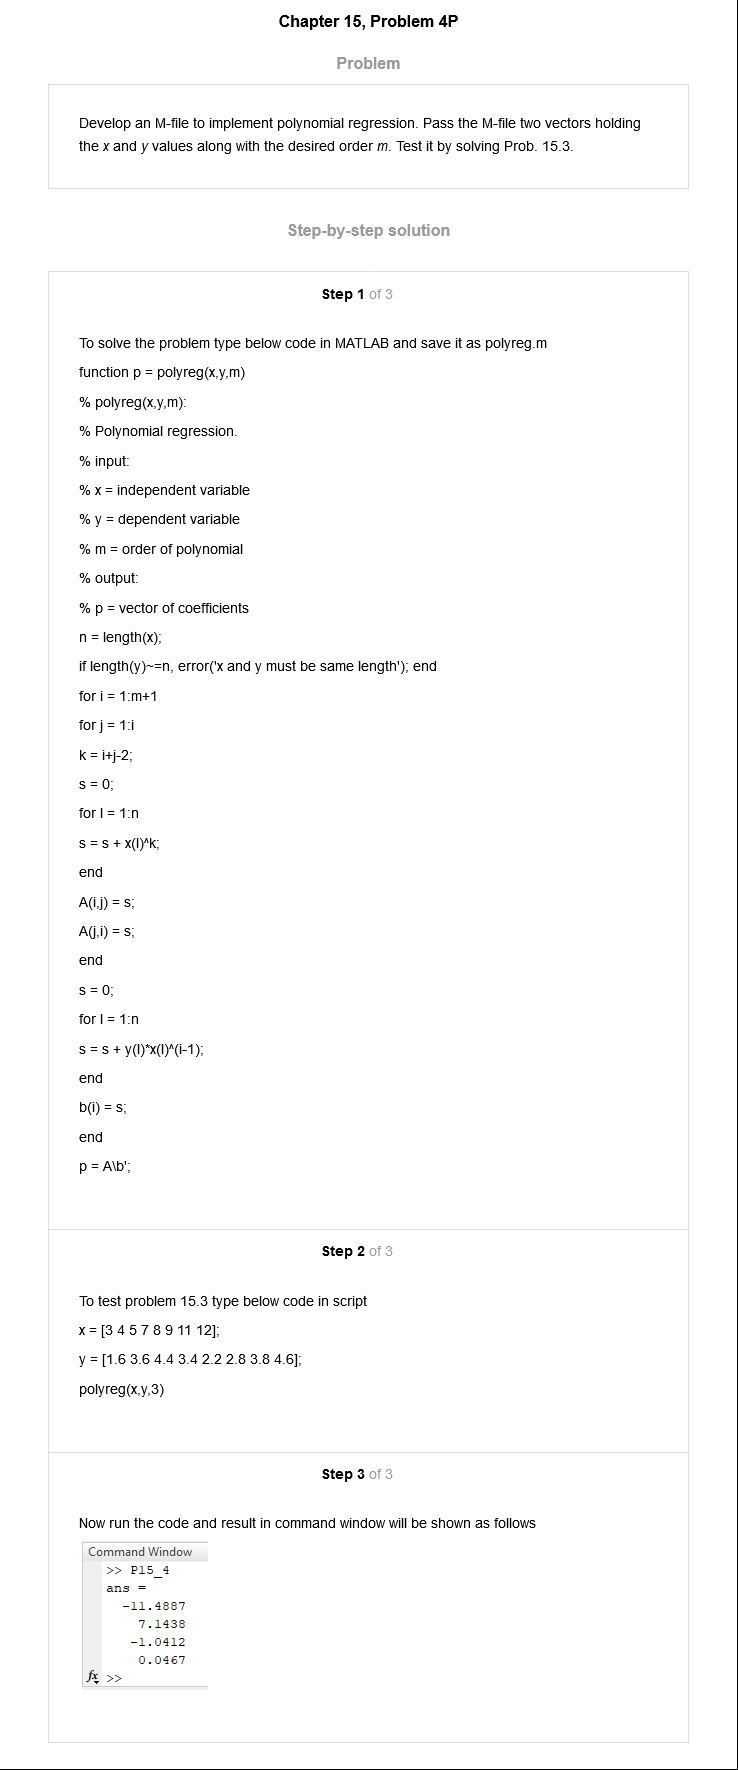 Chapter 15, Problem 4P
Problem
Develop an M-file to implement polynomial regression. Pass the M-file two vectors holding
the x and y values along with the desired order m. Test it by solving Prob. 15.3.
Step-by-step solution
Step 1 of 3
To solve the problem type below code in MATLAB and save it as polyreg.m
function p = polyreg(x,y,m)
% polyreg(x,y,m):
% Polynomial regression.
% input:
% x = independent variable
% y = dependent variable
% m = order of polynomial
% output:
% p = vector of coefficients
n = length(x);
if length(y)~=n, error('x and y must be same length'); end
for i = 1:m+1
for j = 1:i
k = i+j-2;
s = 0;
for l = 1:n
s = s + x(l)^k;
end
A(i,j) = s;
A(j,i) = s;
end
s = 0;
for l = 1:n
s = s + y(l)*x(l)^(i-1);
end
b(i) = s;
end
p = A\b';
Step 2 of 3
To test problem 15.3 type below code in script
x = [3 4 5 7 8 9 11 12];
y = [1.6 3.6 4.4 3.4 2.2 2.8 3.8 4.6];
polyreg(x,y,3)
Step 3 of 3
Now run the code and result in command window will be shown as follows
Command Window
>> P15_4
ans =
-11.4887
7.1438
-1.0412
0.0467
fx >>